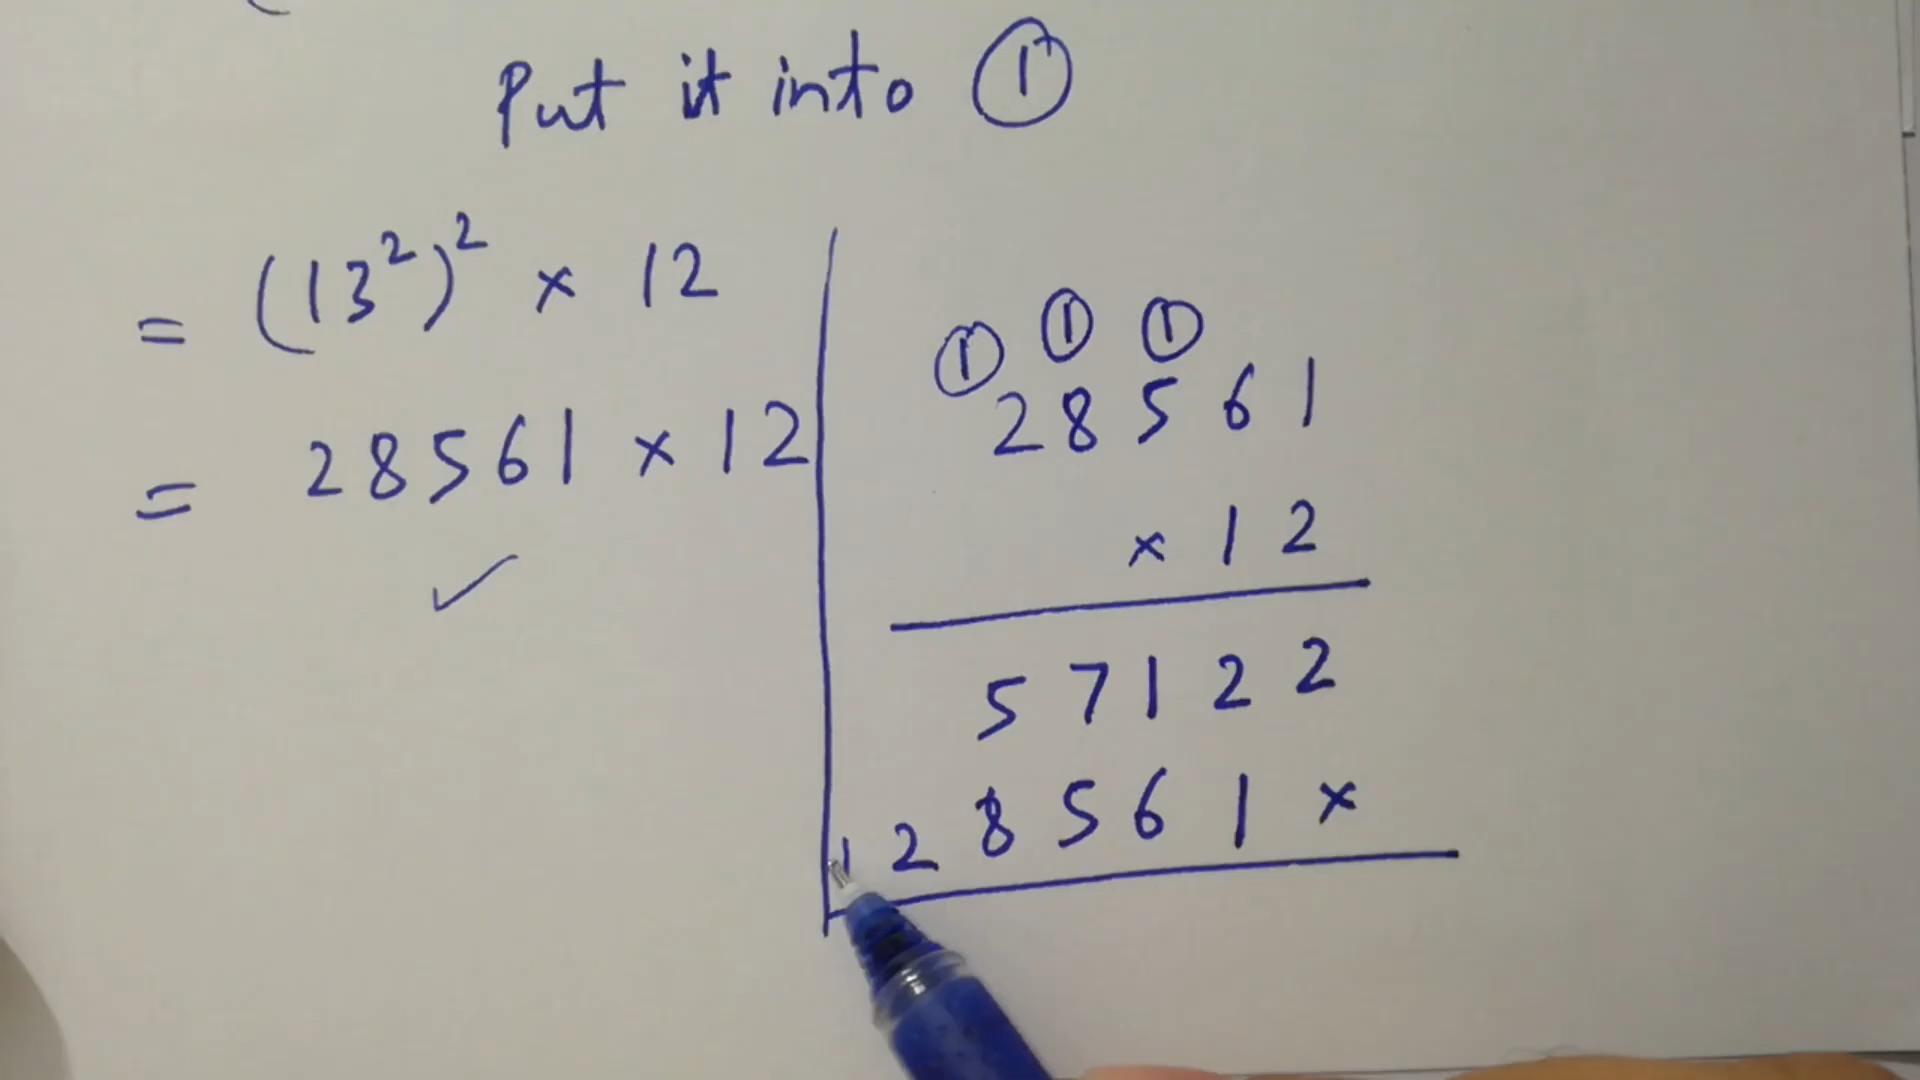 Put it into ①
= (13²)² × 12
= 28561 × 12
✓
① ① ①
28561
× 12
57122
128561 ×